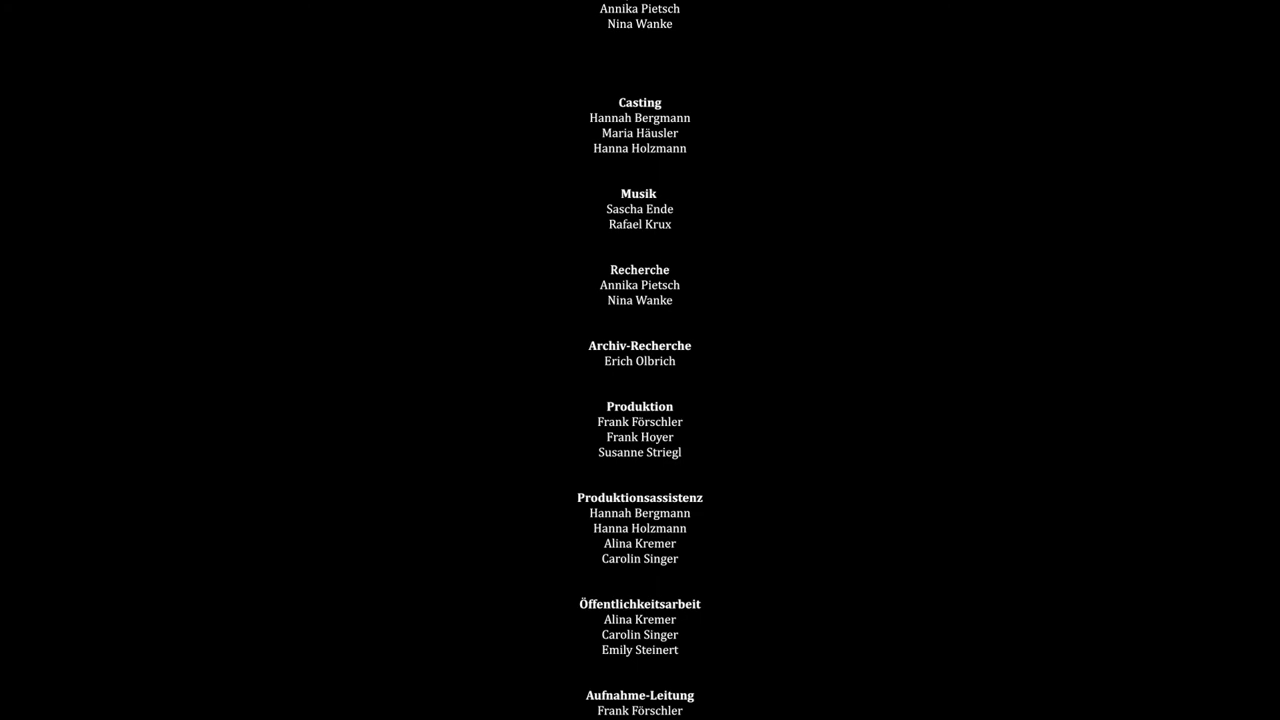 Annika Pietsch
Nina Wanke
Casting
Hannah Bergmann
Maria Häusler
Hanna Holzmann
Musik
Sascha Ende
Rafael Krux
Recherche
Annika Pietsch
Nina Wanke
Archiv-Recherche
Erich Olbrich
Produktion
Frank Förschler
Frank Hoyer
Susanne Striegl
Produktionsassistenz
Hannah Bergmann
Hanna Holzmann
Alina Kremer
Carolin Singer
Öffentlichkeitsarbeit
Alina Kremer
Carolin Singer
Emily Steinert
Aufnahme-Leitung
Frank Förschler